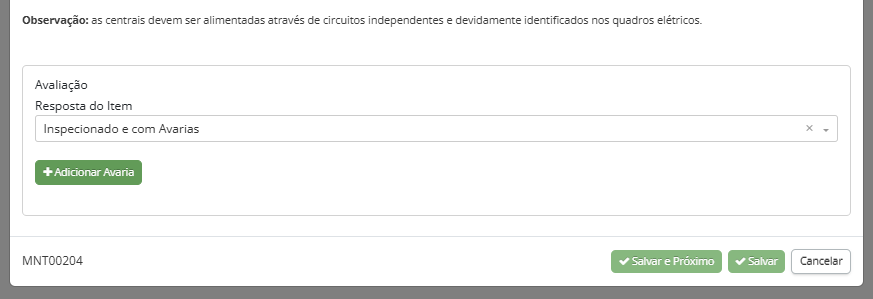 Observação: as centrais devem ser alimentadas através de circuitos independentes e devidamente identificados nos quadros elétricos.
Avaliação
Resposta do Item
Inspecionado e com Avarias
Adicionar Avaria
MNT00204
Salvar e Próximo
Salvar
Cancelar